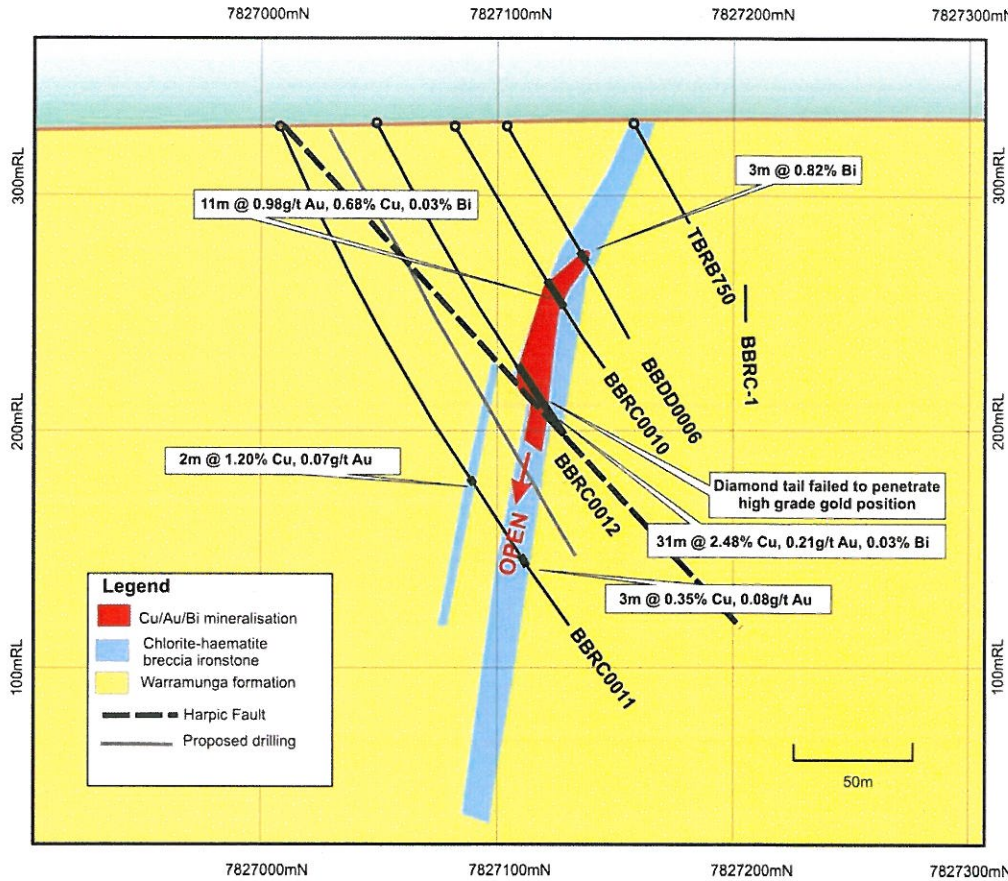 7827000mN
7827100mN
7827200mN
7827300mN
300mRL
200mRL
100mRL
300mRL
200mRL
100mRL
3m @ 0.82% Bi
11m @ 0.98g/t Au, 0.68% Cu, 0.03% Bi
TBRB750
BBRC-1
BBDD0006
BBRC0010
BBRC0012
2m @ 1.20% Cu, 0.07g/t Au
Diamond tail failed to penetrate
high grade gold position
31m @ 2.48% Cu, 0.21g/t Au, 0.03% Bi
OPEN
3m @ 0.35% Cu, 0.08g/t Au
BBRC0011
Legend
Cu/Au/Bi mineralisation
Chlorite-haematite
breccia ironstone
Warramunga formation
Harpic Fault
Proposed drilling
50m
7827000mN
7827100mN
7827200mN
7827300mN